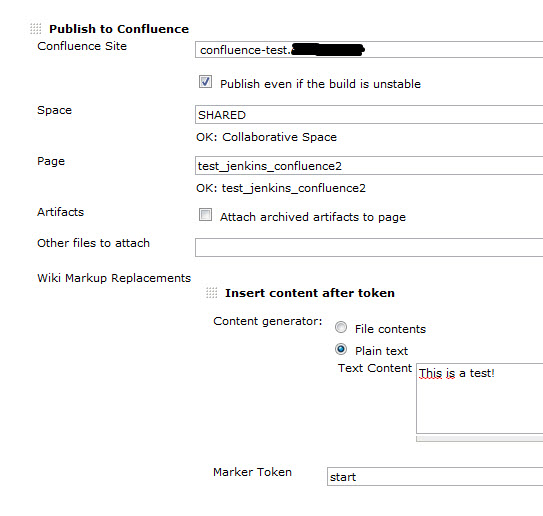 Publish to Confluence
Confluence Site confluence-test.
Publish even if the build is unstable
Space SHARED
OK: Collaborative Space
Page test_jenkins_confluence2
OK: test_jenkins_confluence2
Artifacts Attach archived artifacts to page
Other files to attach
Wiki Markup Replacements
Insert content after token
Content generator: File contents
Plain text
Text Content This is a test!
Marker Token start